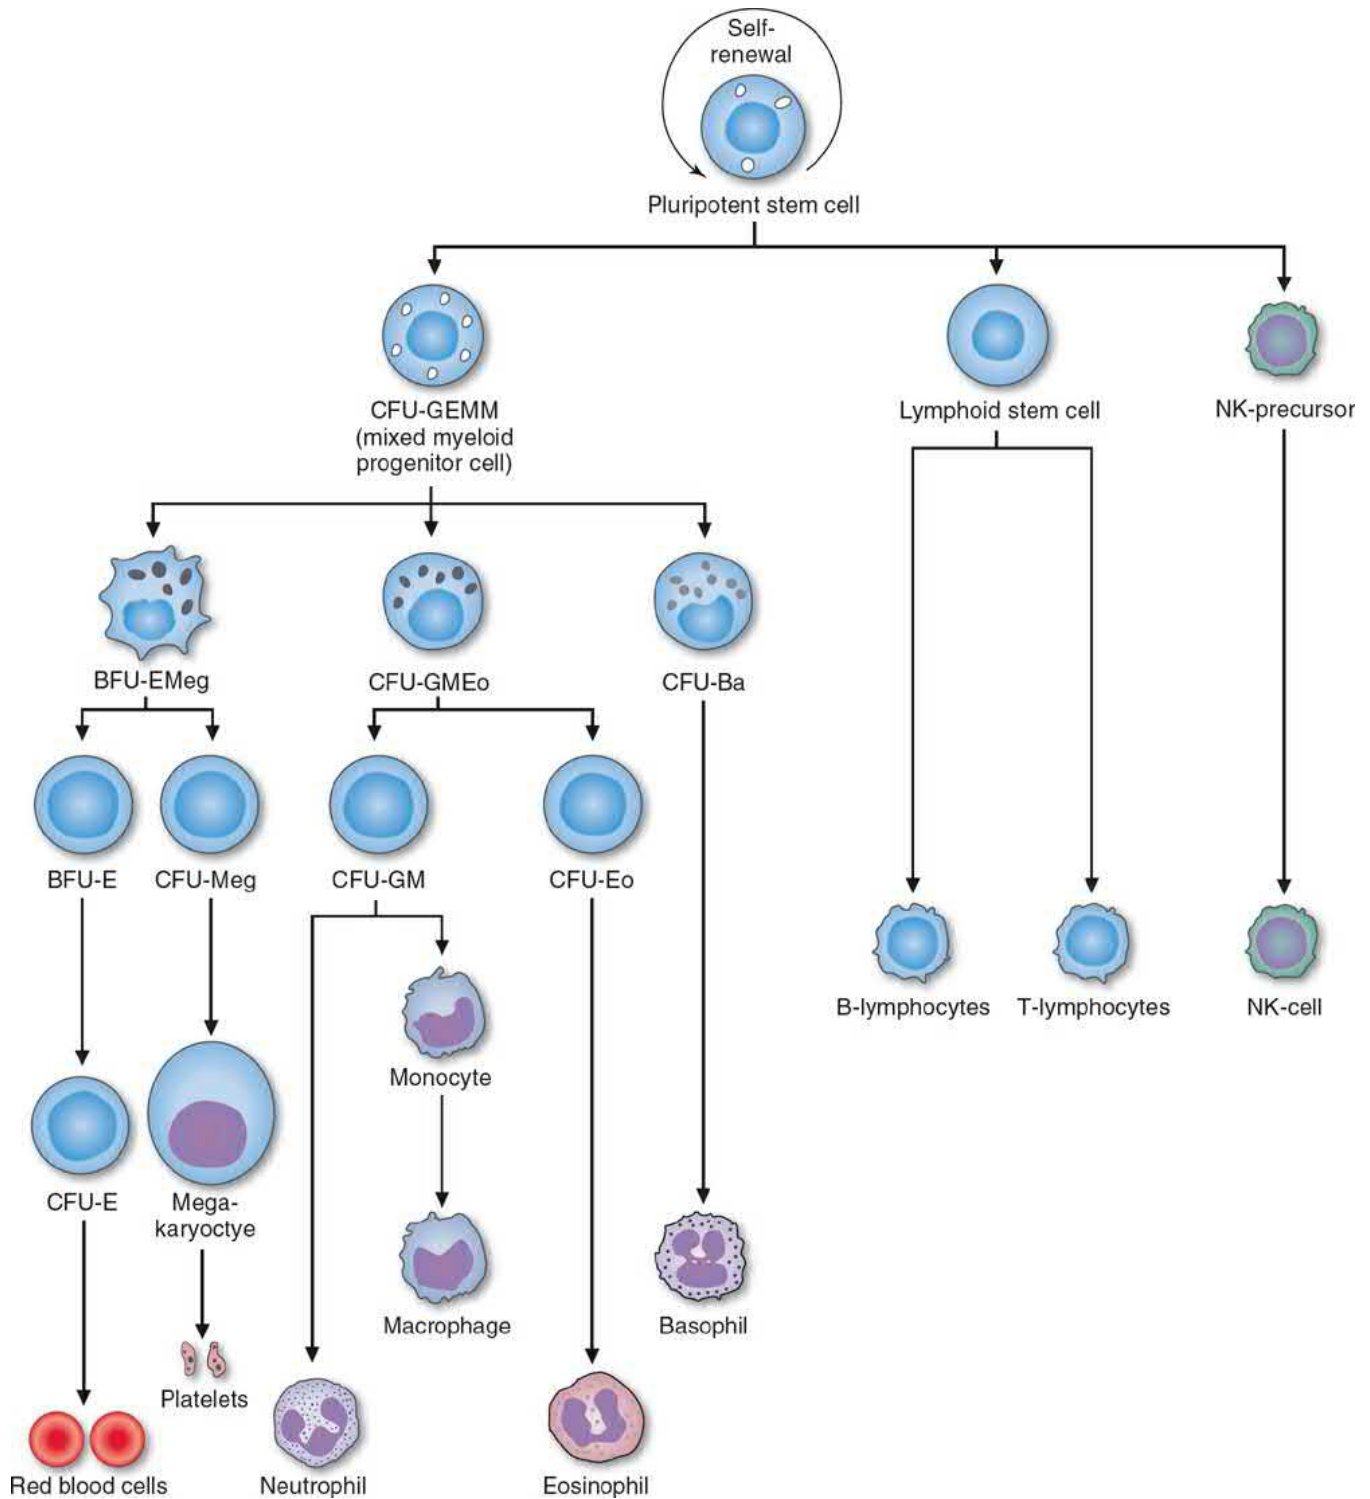 Self-
renewal
Pluripotent stem cell
CFU-GEMM
(mixed myeloid
progenitor cell)
Lymphoid stem cell
NK-precursor
BFU-EMeg
CFU-GMEo
CFU-Ba
BFU-E
CFU-Meg
CFU-GM
CFU-Eo
B-lymphocytes
T-lymphocytes
NK-cell
Monocyte
CFU-E
Mega-
karyoctye
Macrophage
Basophil
Platelets
Red blood cells
Neutrophil
Eosinophil